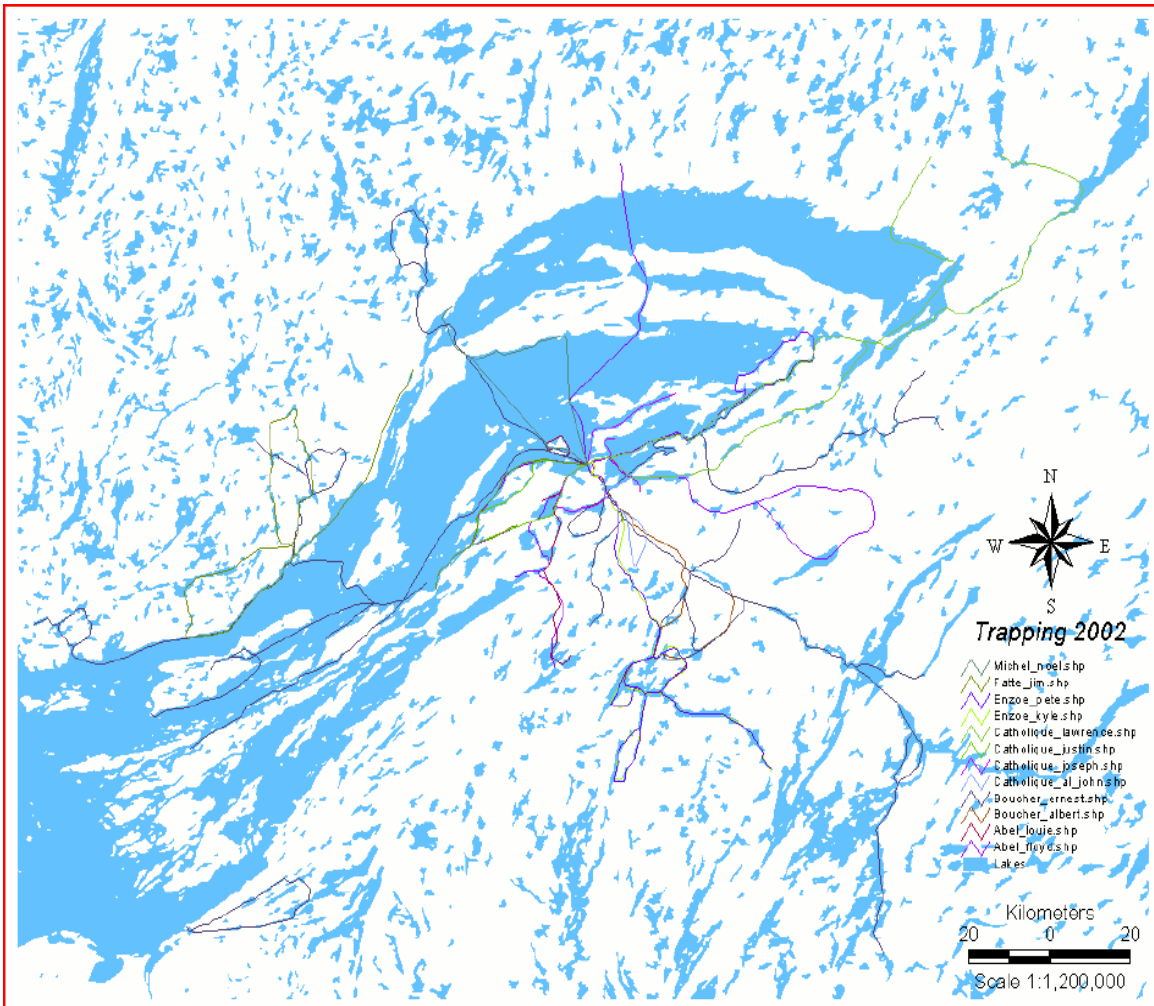 N
W E
S
Trapping 2002
Michel_noel.shp
Fatte_jim.shp
Enzoe_pete.shp
Enzoe_kyle.shp
Catholique_lawrence.shp
Catholique_justin.shp
Catholique_joseph.shp
Catholique_al_john.shp
Boucher_ernest.shp
Boucher_albert.shp
Abel_louie.shp
Abel_floyd.shp
Lakes
Kilometers
20 0 20
Scale 1:1,200,000